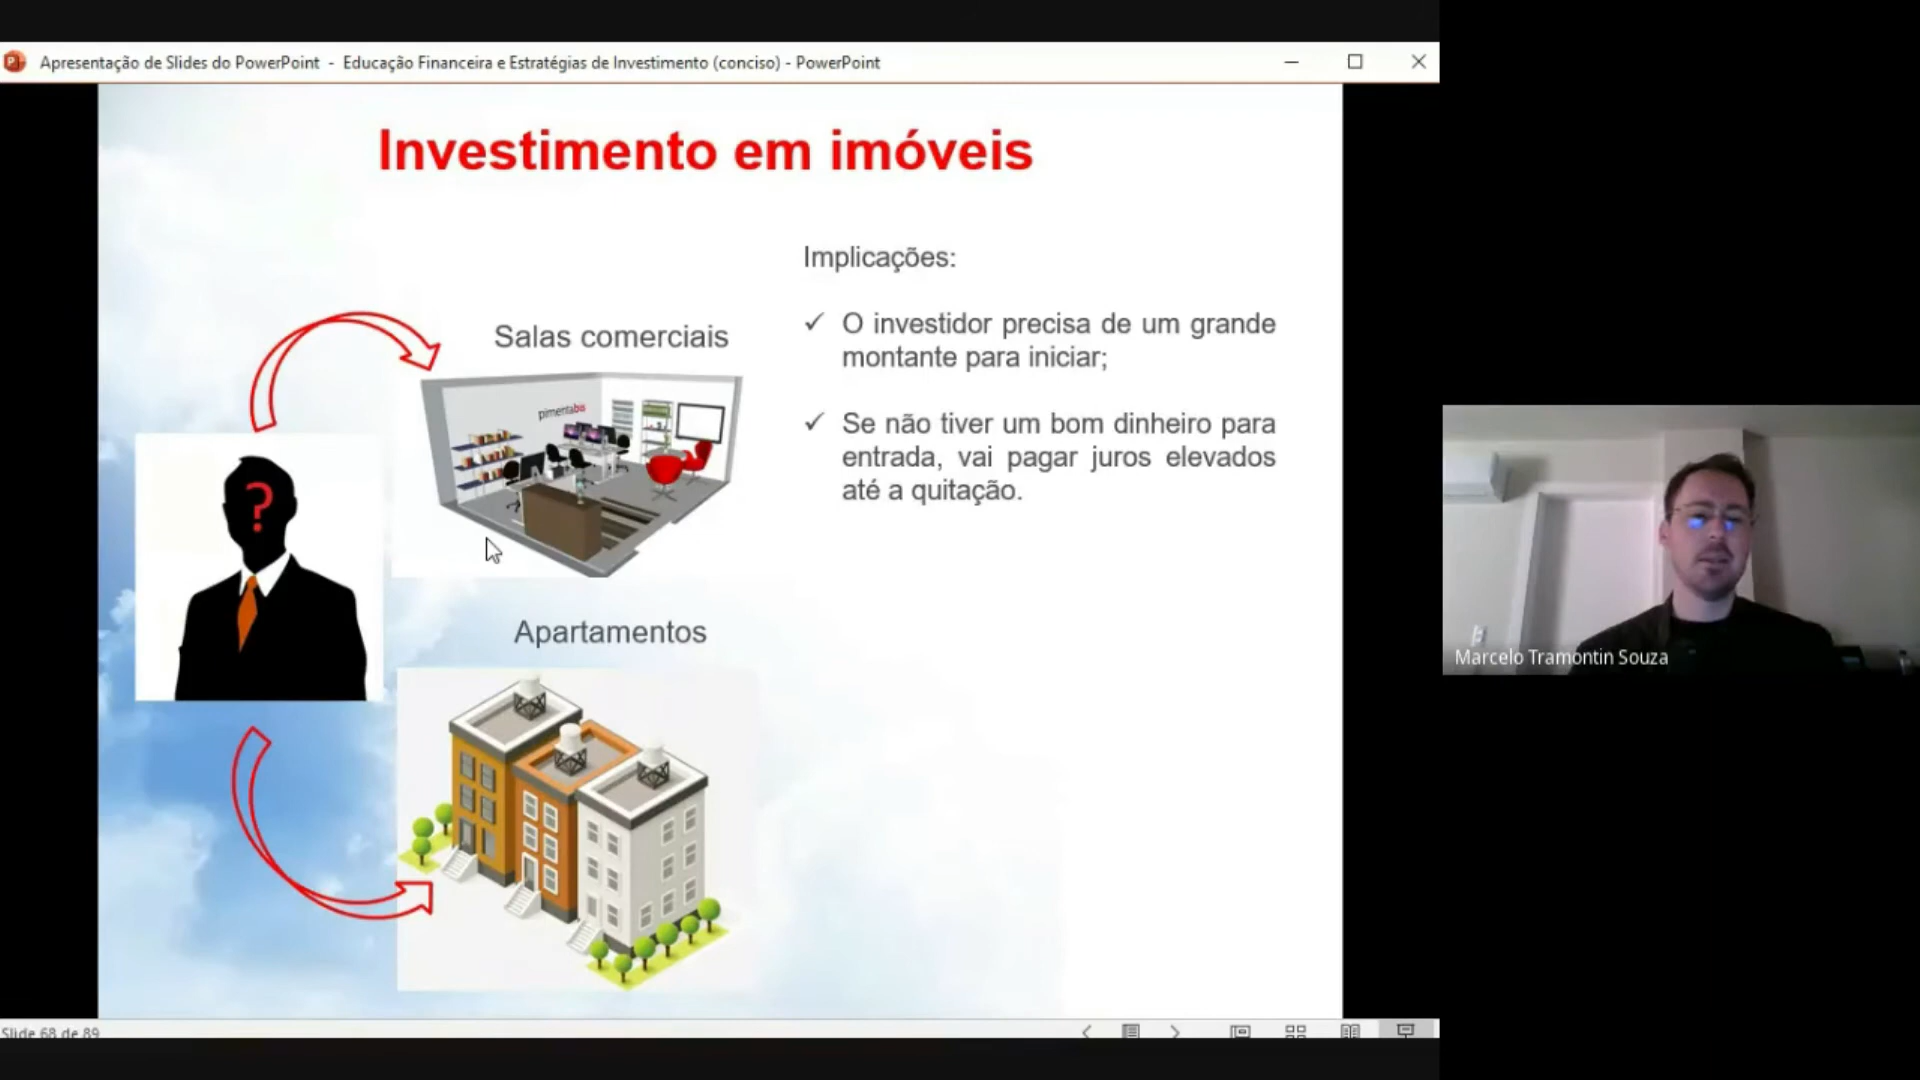 Apresentação de Slides do PowerPoint - Educação Financeira e Estratégias de Investimento (conciso) - PowerPoint
Investimento em imóveis
Implicações:
Salas comerciais
✓ O investidor precisa de um grande
montante para iniciar;
✓ Se não tiver um bom dinheiro para
entrada, vai pagar juros elevados
até a quitação.
pimentabis
?
Apartamentos
Marcelo Tramontin Souza
Slide 68 de 89